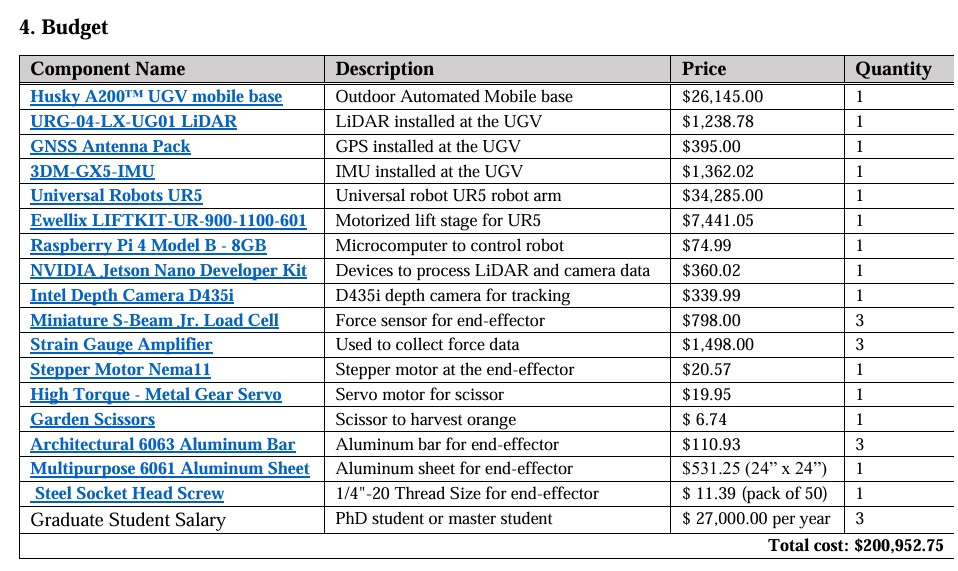 4. Budget
Component Name Description Price Quantity
Husky A200™ UGV mobile base Outdoor Automated Mobile base $26,145.00 1
URG-04-LX-UG01 LiDAR LiDAR installed at the UGV $1,238.78 1
GNSS Antenna Pack GPS installed at the UGV $395.00 1
3DM-GX5-IMU IMU installed at the UGV $1,362.02 1
Universal Robots UR5 Universal robot UR5 robot arm $34,285.00 1
Ewellix LIFTKIT-UR-900-1100-601 Motorized lift stage for UR5 $7,441.05 1
Raspberry Pi 4 Model B - 8GB Microcomputer to control robot $74.99 1
NVIDIA Jetson Nano Developer Kit Devices to process LiDAR and camera data $360.02 1
Intel Depth Camera D435i D435i depth camera for tracking $339.99 1
Miniature S-Beam Jr. Load Cell Force sensor for end-effector $798.00 3
Strain Gauge Amplifier Used to collect force data $1,498.00 3
Stepper Motor Nema11 Stepper motor at the end-effector $20.57 1
High Torque - Metal Gear Servo Servo motor for scissor $19.95 1
Garden Scissors Scissor to harvest orange $ 6.74 1
Architectural 6063 Aluminum Bar Aluminum bar for end-effector $110.93 3
Multipurpose 6061 Aluminum Sheet Aluminum sheet for end-effector $531.25 (24” x 24”) 1
Steel Socket Head Screw 1/4"-20 Thread Size for end-effector $ 11.39 (pack of 50) 1
Graduate Student Salary PhD student or master student $ 27,000.00 per year 3
Total cost: $200,952.75